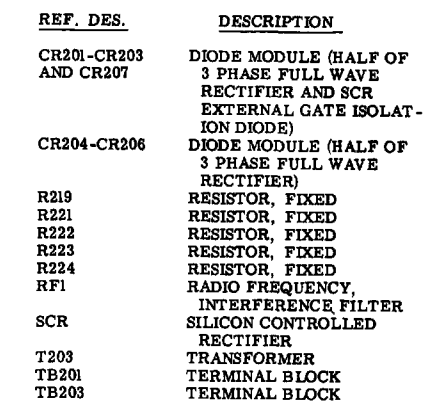 REF. DES. DESCRIPTION
CR201-CR203 DIODE MODULE (HALF OF
AND CR207 3 PHASE FULL WAVE
RECTIFIER AND SCR
EXTERNAL GATE ISOLAT-
ION DIODE)
CR204-CR206 DIODE MODULE (HALF OF
3 PHASE FULL WAVE
RECTIFIER)
R219 RESISTOR, FIXED
R221 RESISTOR, FIXED
R222 RESISTOR, FIXED
R223 RESISTOR, FIXED
R224 RESISTOR, FIXED
RF1 RADIO FREQUENCY,
INTERFERENCE FILTER
SCR SILICON CONTROLLED
RECTIFIER
T203 TRANSFORMER
TB201 TERMINAL BLOCK
TB203 TERMINAL BLOCK